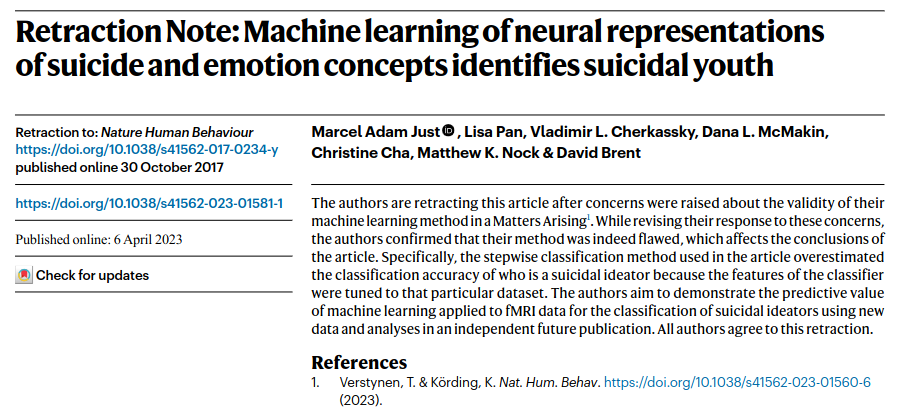 Retraction Note: Machine learning of neural representations
of suicide and emotion concepts identifies suicidal youth
Retraction to: Nature Human Behaviour
https://doi.org/10.1038/s41562-017-0234-y
published online 30 October 2017
https://doi.org/10.1038/s41562-023-01581-1
Published online: 6 April 2023
Check for updates
Marcel Adam Just iD, Lisa Pan, Vladimir L. Cherkassky, Dana L. McMakin,
Christine Cha, Matthew K. Nock & David Brent
The authors are retracting this article after concerns were raised about the validity of their
machine learning method in a Matters Arising1. While revising their response to these concerns,
the authors confirmed that their method was indeed flawed, which affects the conclusions of
the article. Specifically, the stepwise classification method used in the article overestimated
the classification accuracy of who is a suicidal ideator because the features of the classifier
were tuned to that particular dataset. The authors aim to demonstrate the predictive value
of machine learning applied to fMRI data for the classification of suicidal ideators using new
data and analyses in an independent future publication. All authors agree to this retraction.
References
1. Verstynen, T. & Körding, K. Nat. Hum. Behav. https://doi.org/10.1038/s41562-023-01560-6
(2023).